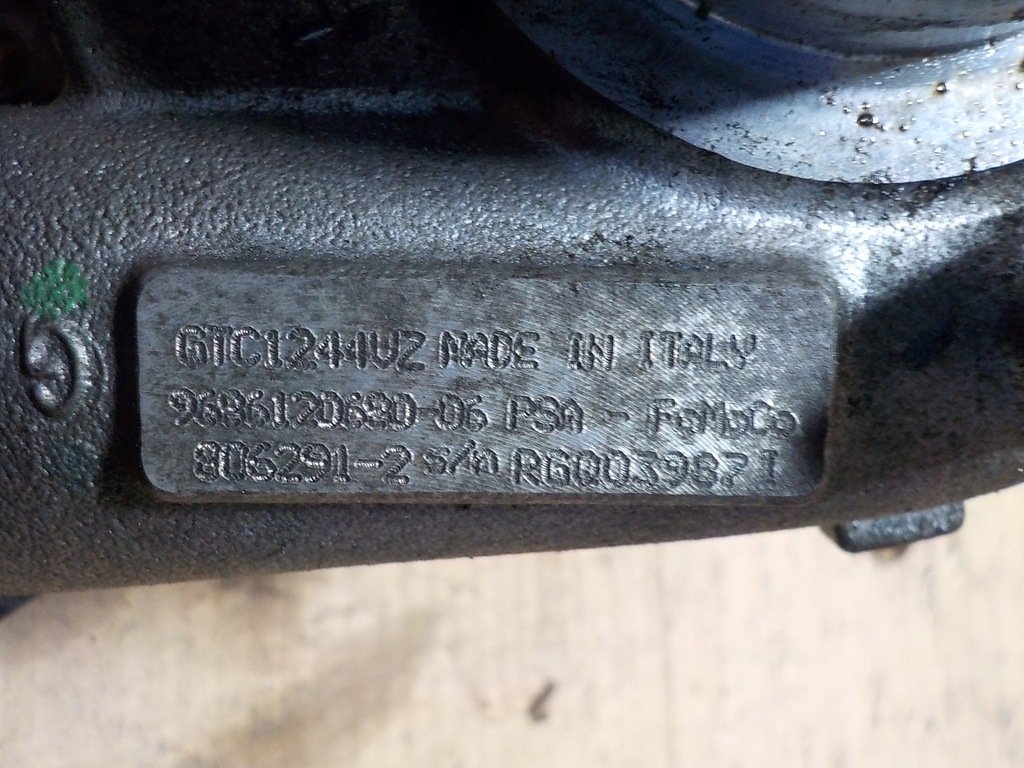 GTC1244VZ MADE IN ITALY
9686120680-06 PSA - FoMoCo
806291-2 s/n RG0039871